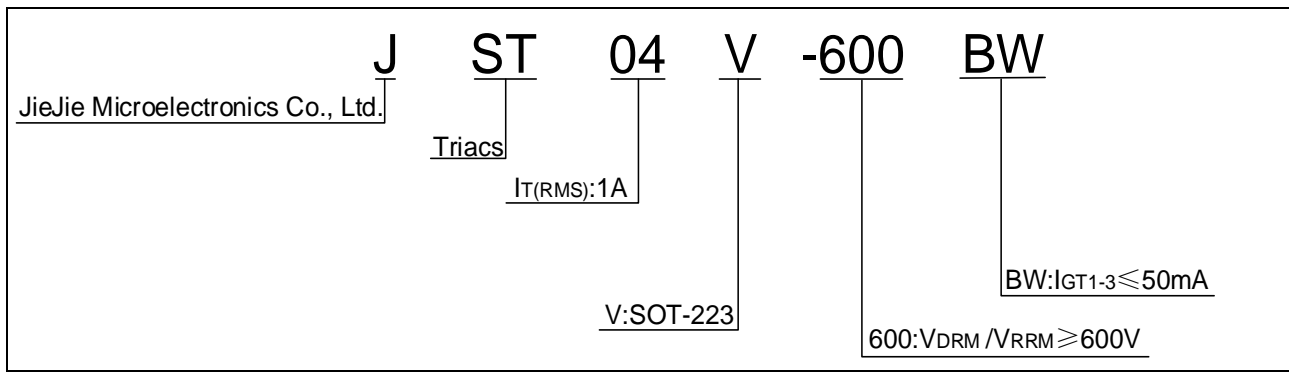 J ST 04 V -600 BW
JieJie Microelectronics Co., Ltd.
Triacs
IT(RMS):1A
BW:IGT1-3≤50mA
V:SOT-223
600:VDRM /VRRM≥600V